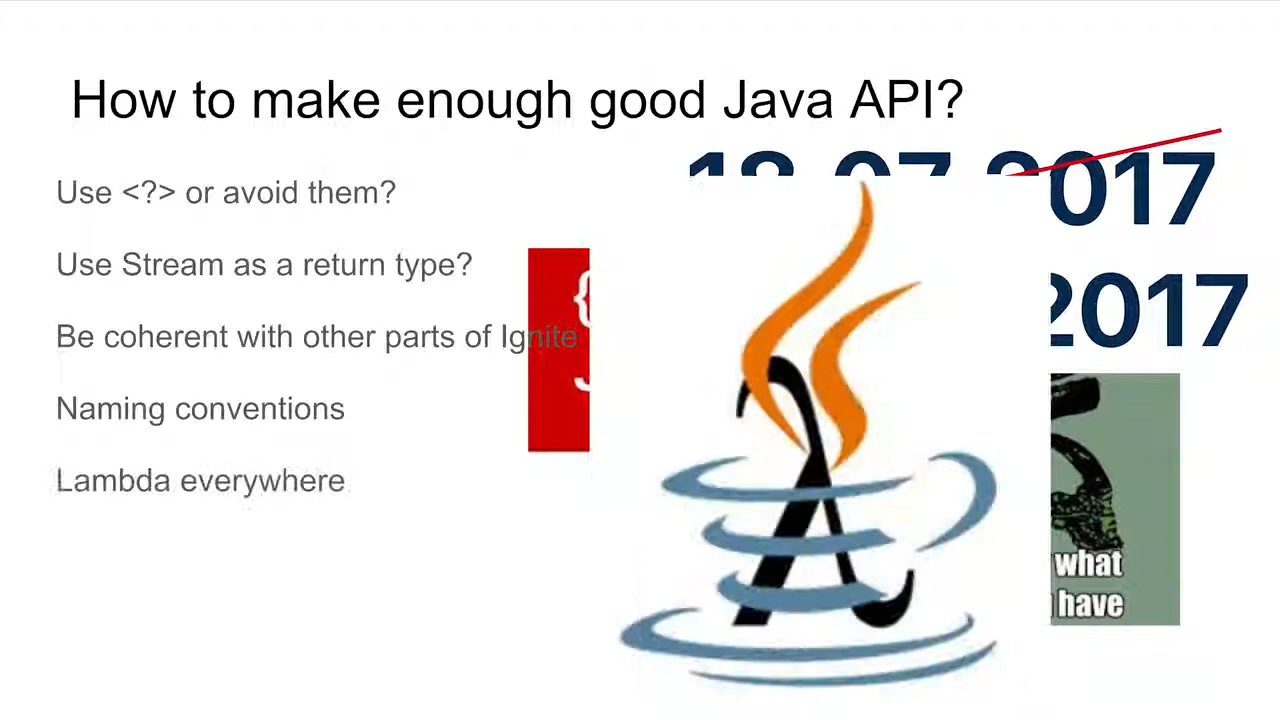 How to make enough good Java API?
Use <?> or avoid them?
2017
Use Stream as a return type?
2017
Be coherent with other parts of Ignite
Naming conventions
Lambda everywhere
what
have